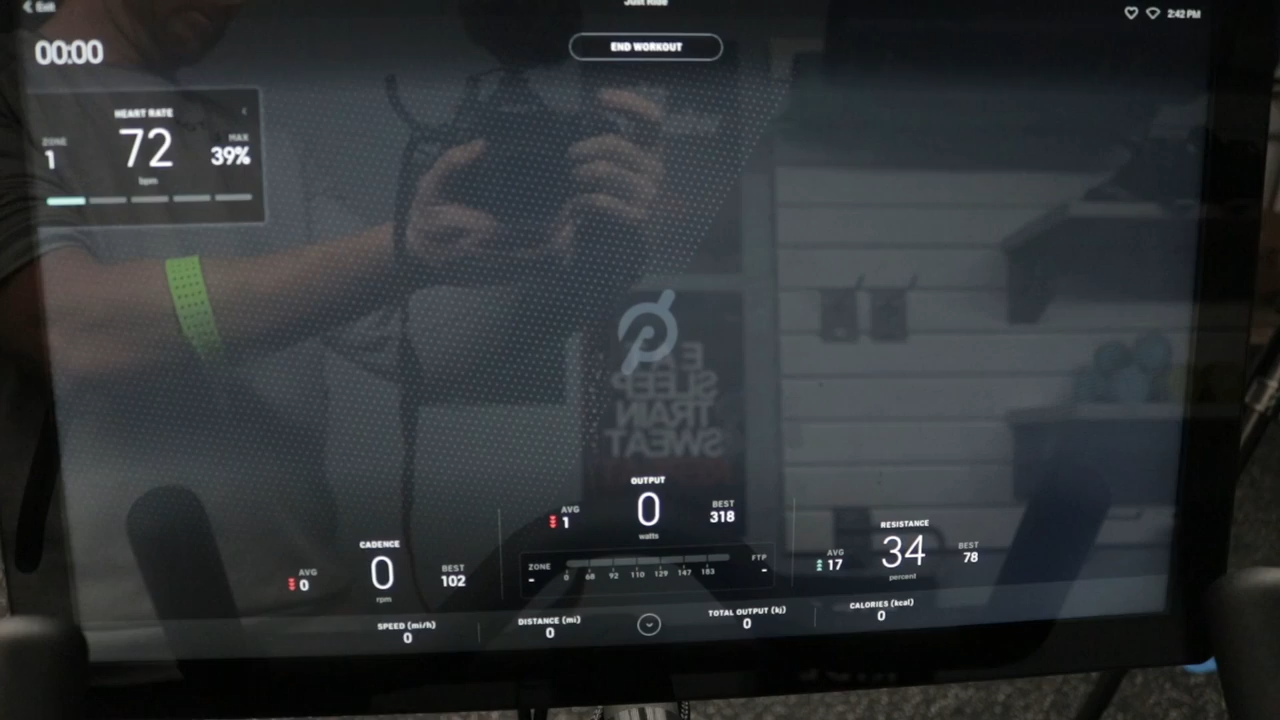 Exit
Just Ride
2:42 PM
00:00
END WORKOUT
HEART RATE
ZONE
1
72
bpm
MAX
39%
EAT
SLEEP
TRAIN
SWEAT
OUTPUT
AVG
1
0
watts
BEST
318
ZONE
-
0 68 92 110 129 147 183
FTP
-
CADENCE
AVG
0
0
rpm
BEST
102
RESISTANCE
AVG
17
34
percent
BEST
78
SPEED (mi/h)
0
DISTANCE (mi)
0
TOTAL OUTPUT (kj)
0
CALORIES (kcal)
0